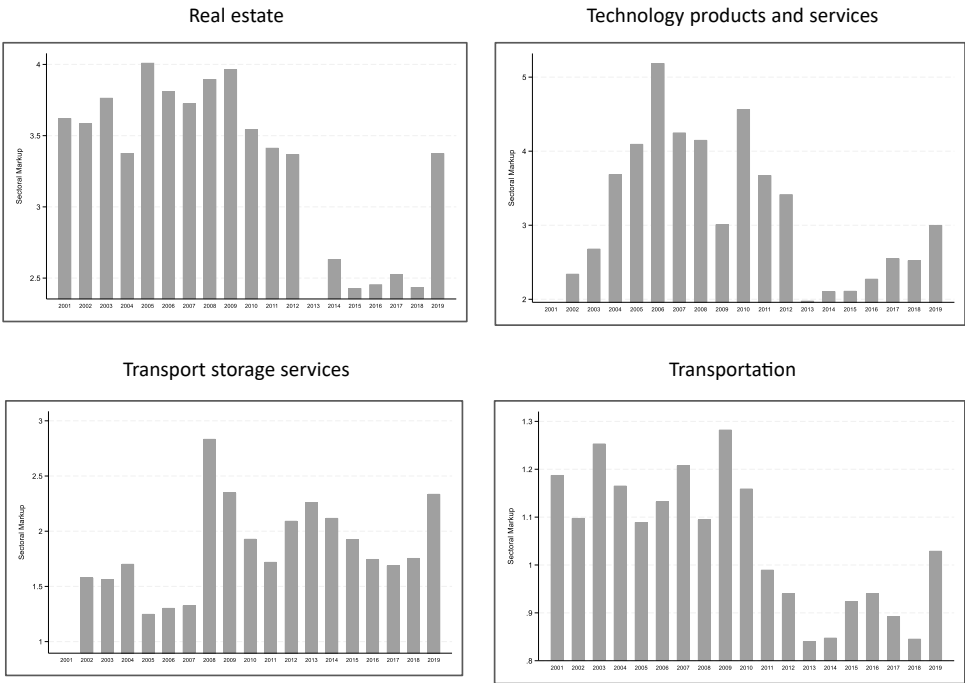 Real estate
Technology products and services
4
3.5
3
2.5
Sectoral Markup
2001 2002 2003 2004 2005 2006 2007 2008 2009 2010 2011 2012 2013 2014 2015 2016 2017 2018 2019
5
4
3
2
Sectoral Markup
2001 2002 2003 2004 2005 2006 2007 2008 2009 2010 2011 2012 2013 2014 2015 2016 2017 2018 2019
Transport storage services
Transportation
3
2.5
2
1.5
1
Sectoral Markup
2001 2002 2003 2004 2005 2006 2007 2008 2009 2010 2011 2012 2013 2014 2015 2016 2017 2018 2019
1.3
1.2
1.1
1
.9
.8
Sectoral Markup
2001 2002 2003 2004 2005 2006 2007 2008 2009 2010 2011 2012 2013 2014 2015 2016 2017 2018 2019